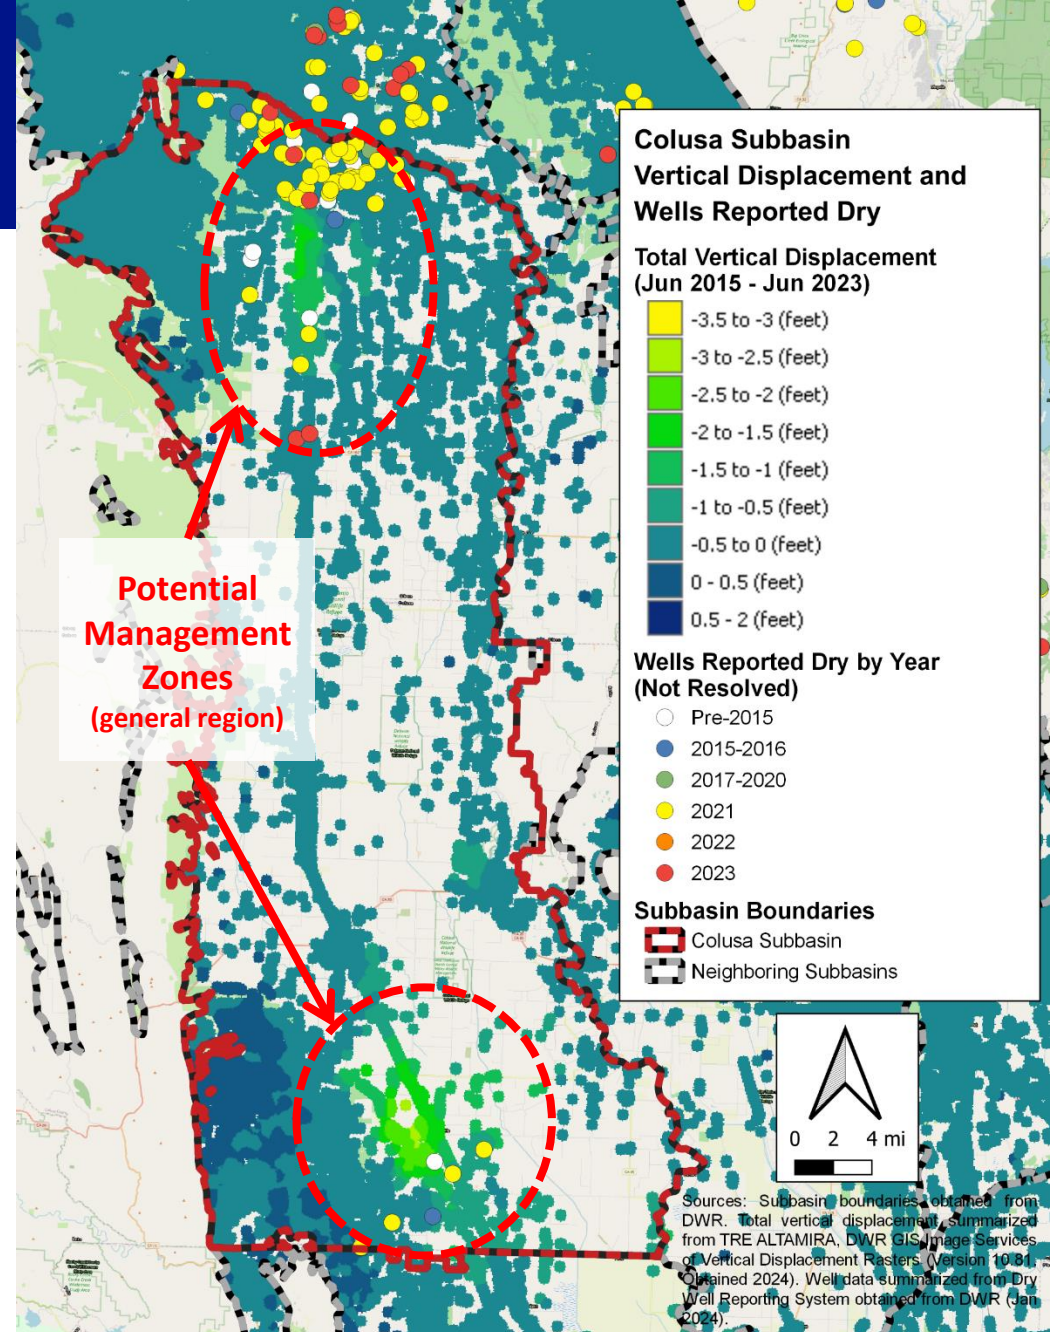 Colusa Subbasin
Vertical Displacement and
Wells Reported Dry
Total Vertical Displacement
(Jun 2015 - Jun 2023)
-3.5 to -3 (feet)
-3 to -2.5 (feet)
-2.5 to -2 (feet)
-2 to -1.5 (feet)
-1.5 to -1 (feet)
-1 to -0.5 (feet)
-0.5 to 0 (feet)
0 - 0.5 (feet)
0.5 - 2 (feet)
Wells Reported Dry by Year
(Not Resolved)
Pre-2015
2015-2016
2017-2020
2021
2022
2023
Subbasin Boundaries
Colusa Subbasin
Neighboring Subbasins
Potential
Management
Zones
(general region)
0 2 4 mi
Sources: Subbasin boundaries obtained from
DWR. Total vertical displacement summarized
from TRE ALTAMIRA, DWR GIS Image Services
of Vertical Displacement Rasters (Version 10.81.
Obtained 2024). Well data summarized from Dry
Well Reporting System obtained from DWR (Jan
2024).